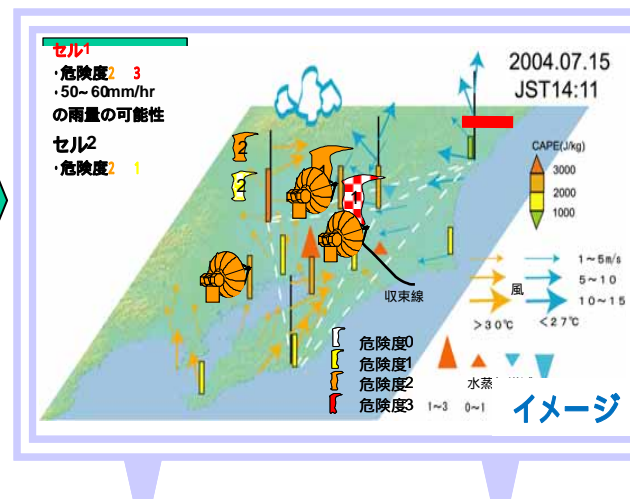 セル1
・危険度2 3
・50~60mm/hr
の雨量の可能性
セル2
・危険度2 1
2004.07.15
JST14:11
CAPE(J/kg)
3000
2000
1000
2
2
1
1
収束線
1~5m/s
5~10
風
10~15
>30℃
<27℃
危険度0
危険度1
危険度2
危険度3
水蒸
1~3
0~1
イメージ